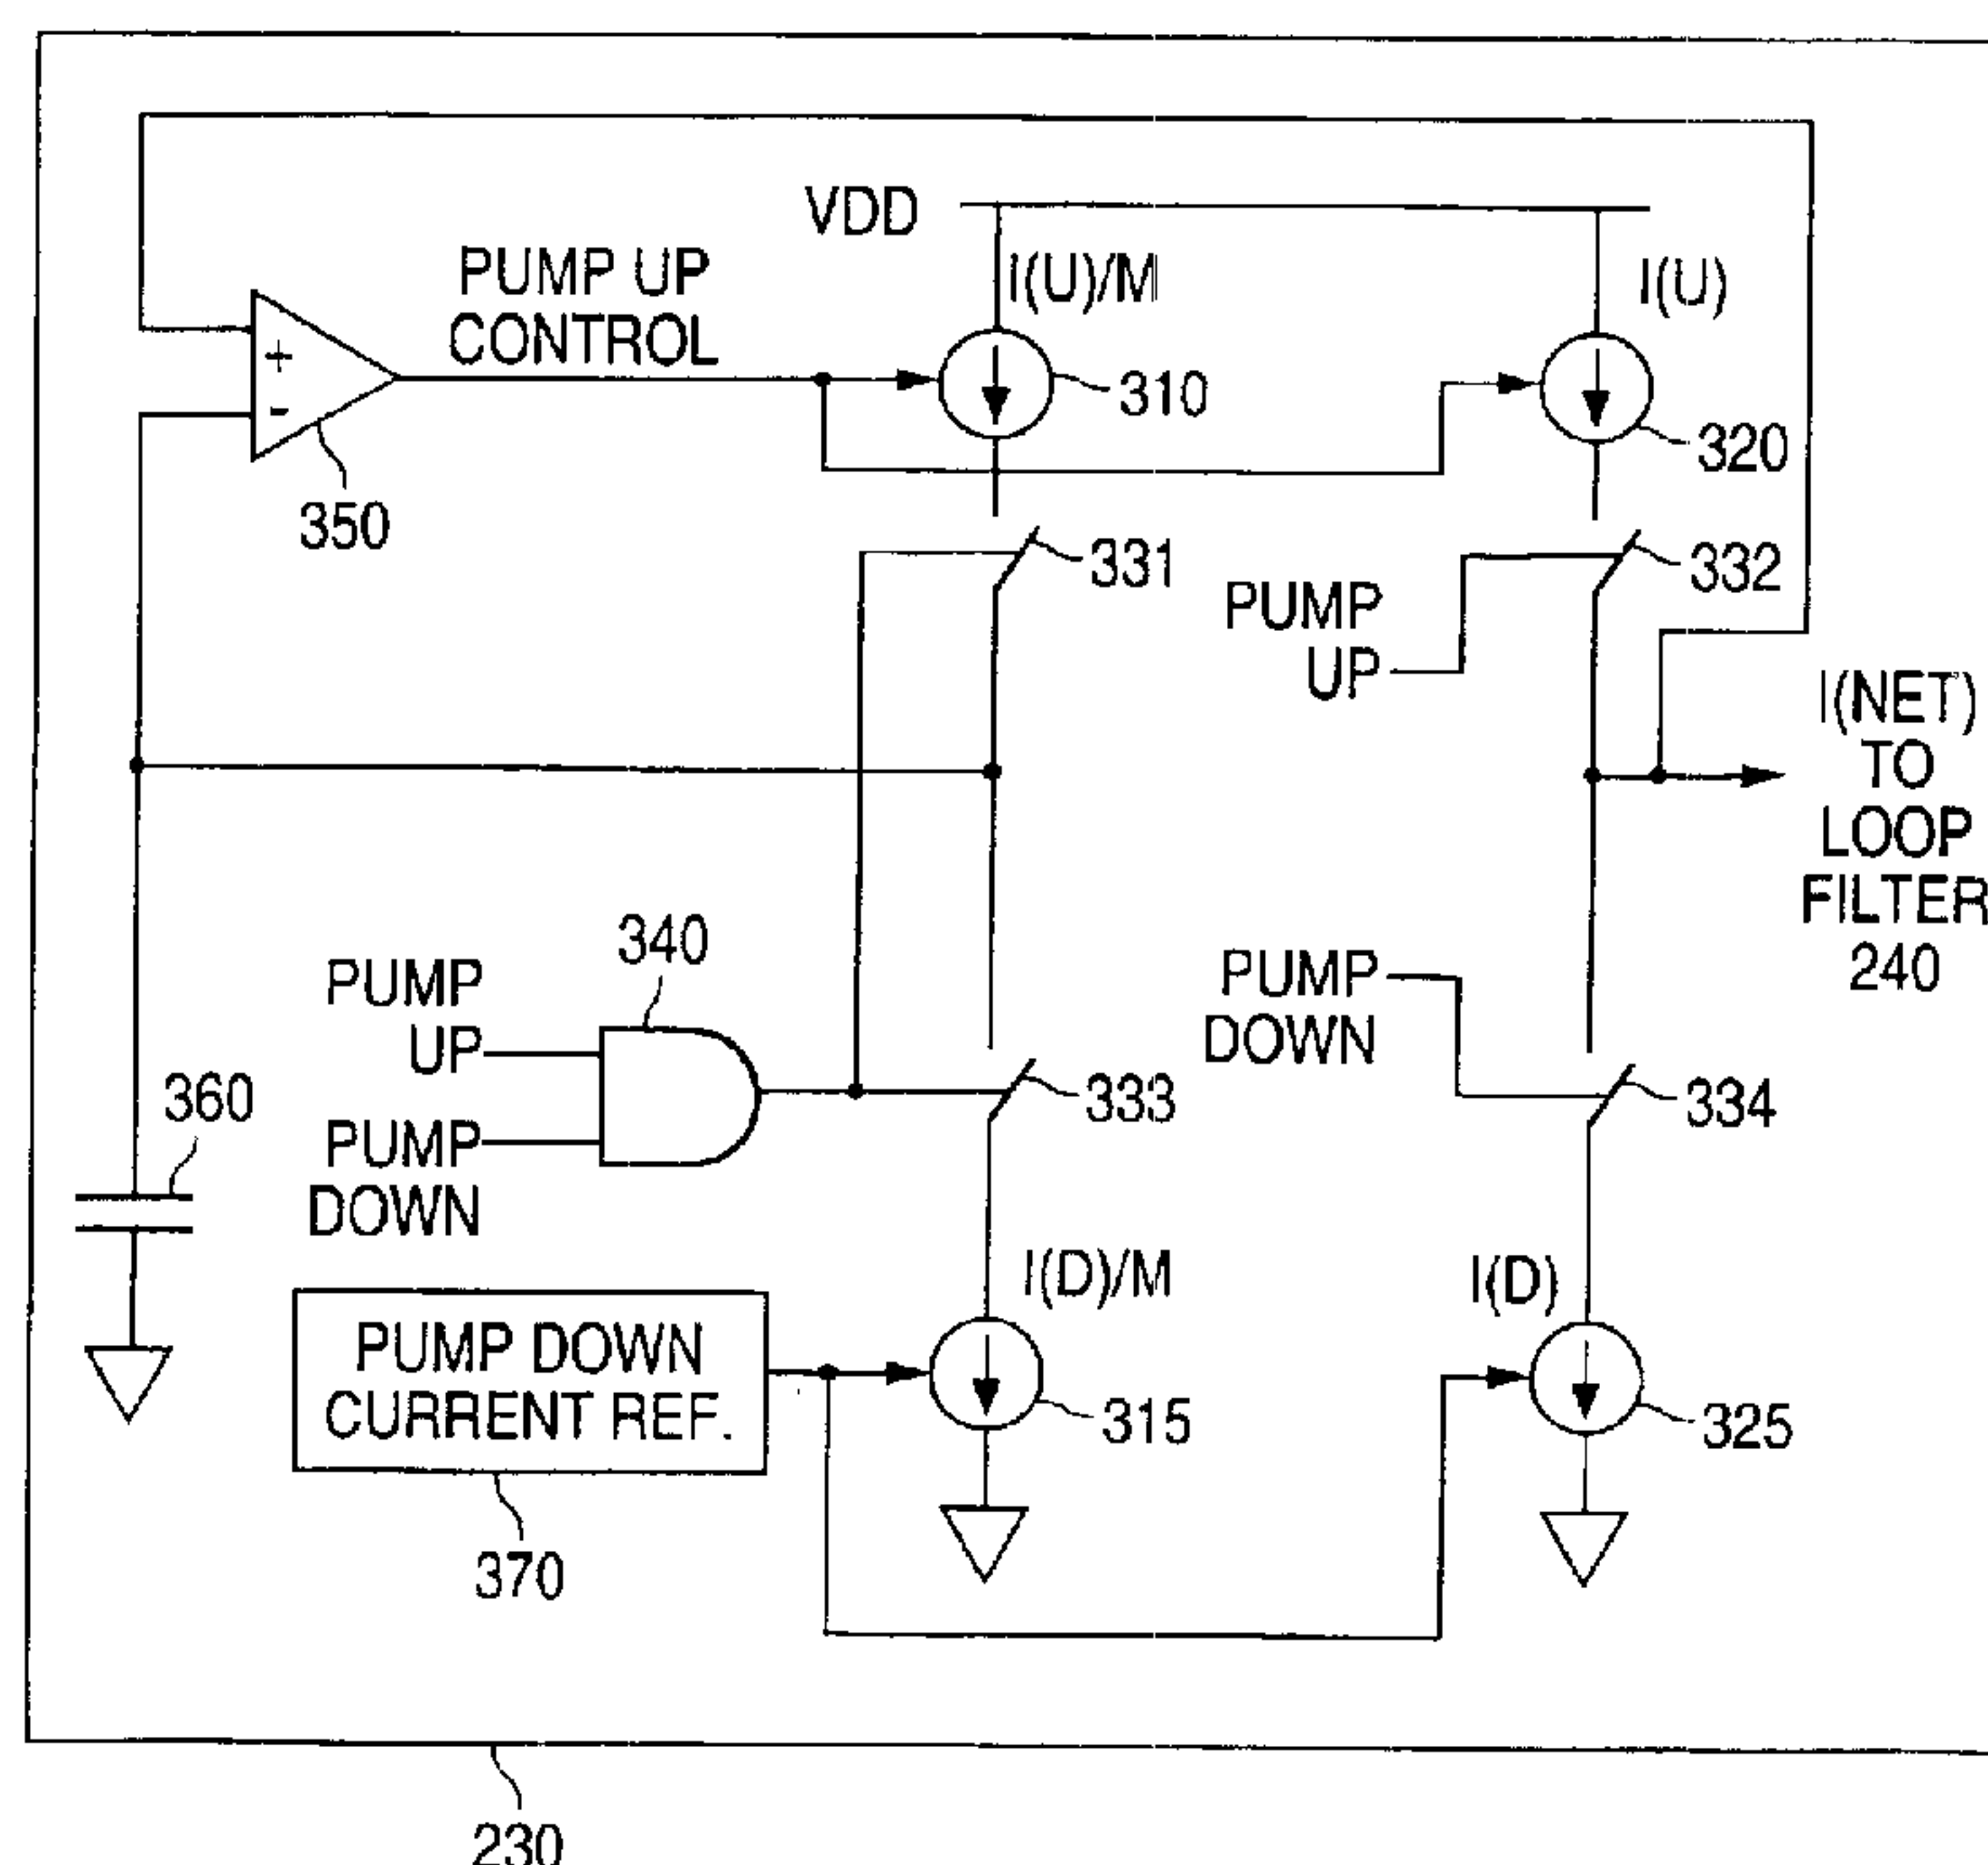 VDD
PUMP UP
CONTROL
I(U)/M
I(U)
+
-
310
320
350
331
332
PUMP
UP
I(NET)
TO
LOOP
FILTER
240
340
PUMP
UP
PUMP
DOWN
360
PUMP
DOWN
333
334
I(D)/M
I(D)
PUMP DOWN
CURRENT REF.
315
325
370
230